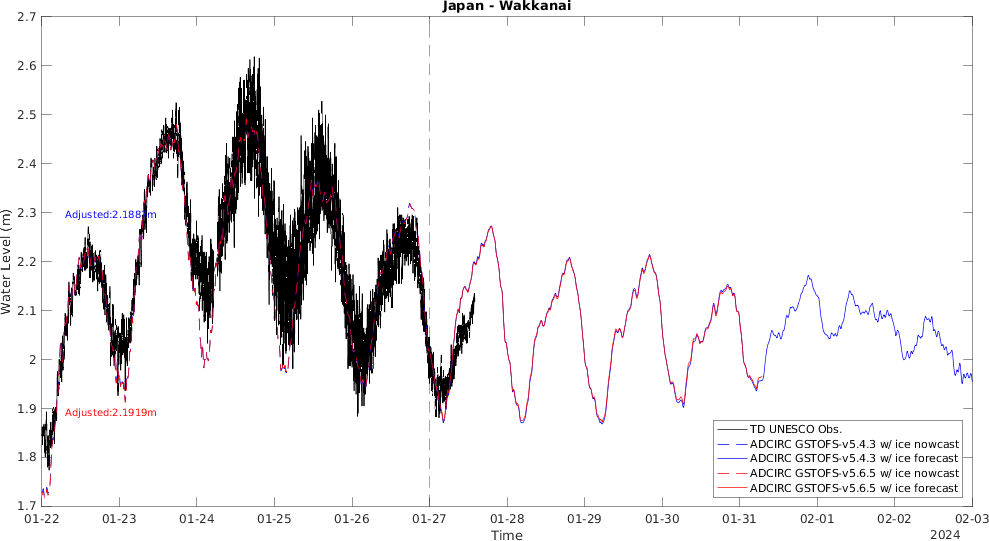 Japan - Wakkanai
2.7
2.6
2.5
2.4
2.3
2.2
2.1
2
1.9
1.8
1.7
Water Level (m)
Adjusted:2.1882m
Adjusted:2.1919m
TD UNESCO Obs.
ADCIRC GSTOFS-v5.4.3 w/ ice nowcast
ADCIRC GSTOFS-v5.4.3 w/ ice forecast
ADCIRC GSTOFS-v5.6.5 w/ ice nowcast
ADCIRC GSTOFS-v5.6.5 w/ ice forecast
01-22 01-23 01-24 01-25 01-26 01-27 01-28 01-29 01-30 01-31 02-01 02-02 02-03
Time
2024